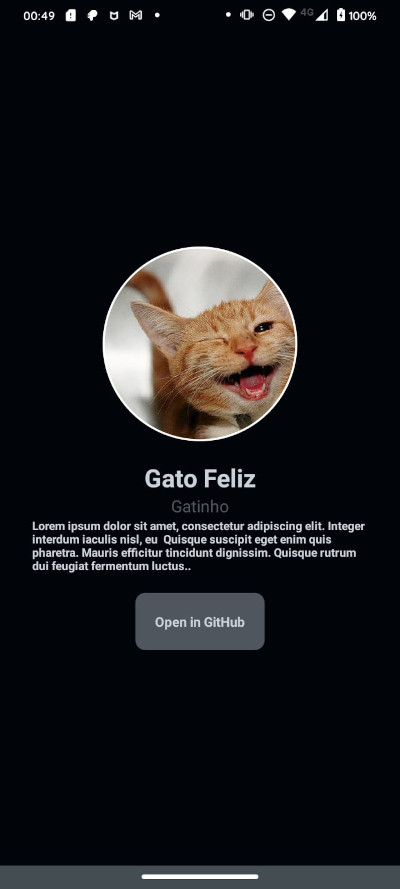 00:49 4G 100%
Gato Feliz
Gatinho
Lorem ipsum dolor sit amet, consectetur adipiscing elit. Integer
interdum iaculis nisl, eu  Quisque suscipit eget enim quis
pharetra. Mauris efficitur tincidunt dignissim. Quisque rutrum
dui feugiat fermentum luctus..
Open in GitHub